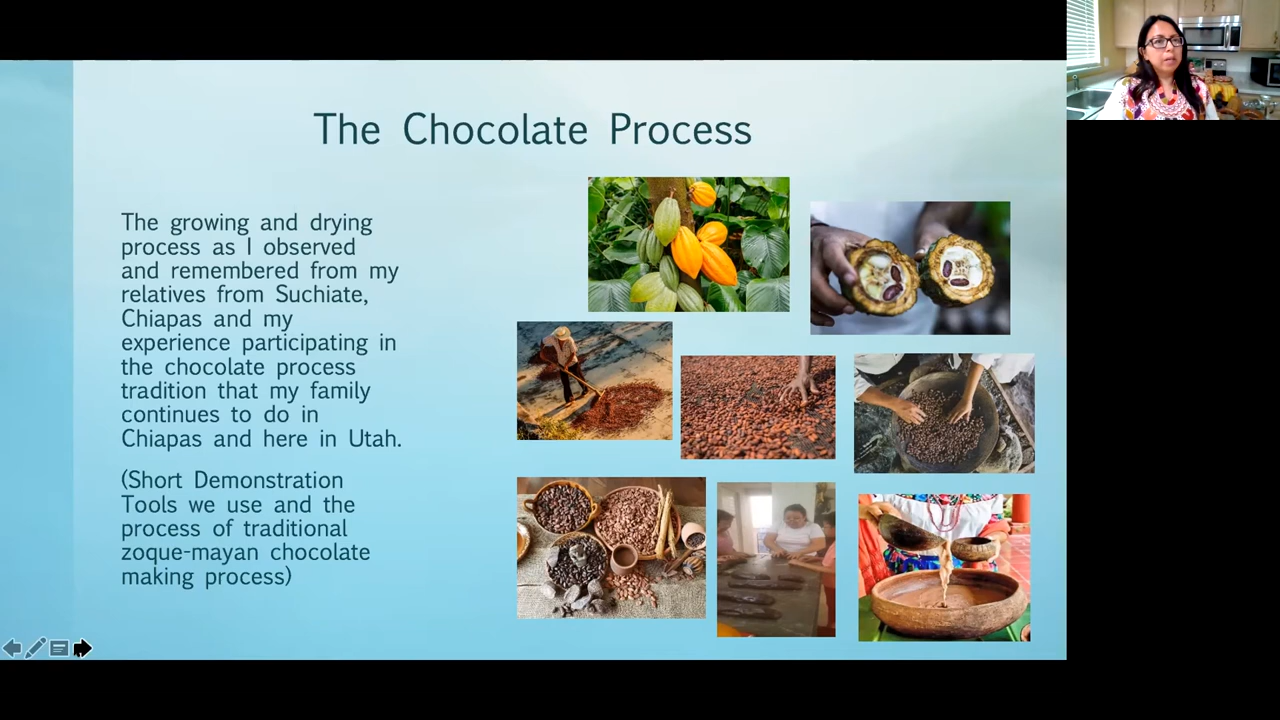 The Chocolate Process
The growing and drying
process as I observed
and remembered from my
relatives from Suchiate,
Chiapas and my
experience participating in
the chocolate process
tradition that my family
continues to do in
Chiapas and here in Utah.
(Short Demonstration
Tools we use and the
process of traditional
zoque-mayan chocolate
making process)